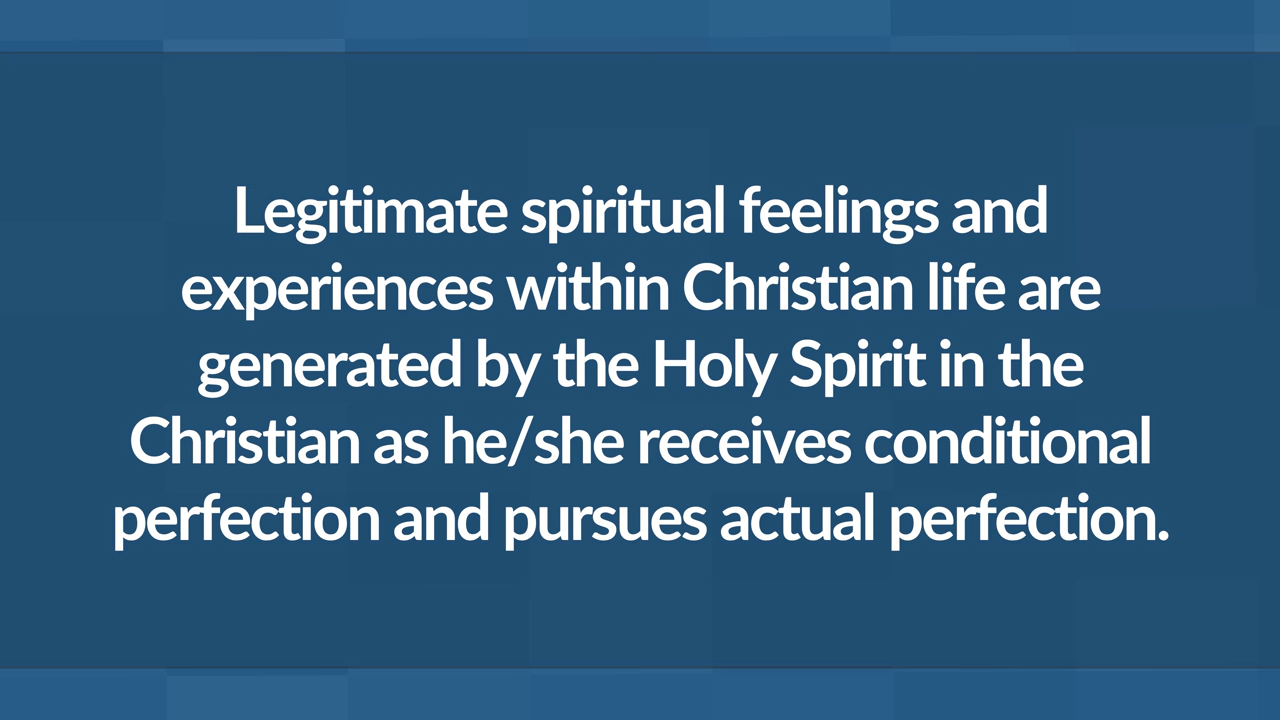 Legitimate spiritual feelings and
experiences within Christian life are
generated by the Holy Spirit in the
Christian as he/she receives conditional
perfection and pursues actual perfection.